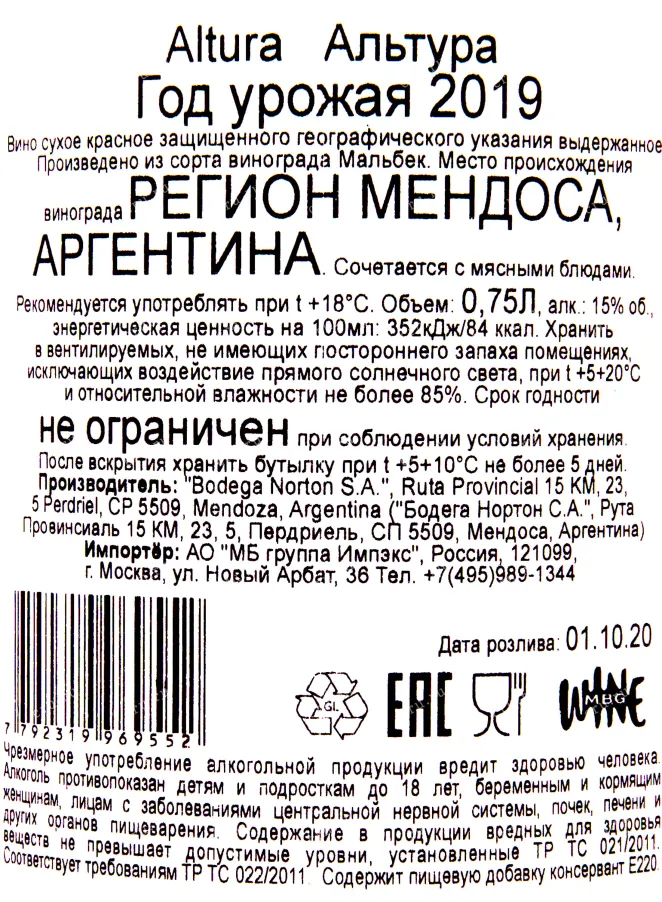 Altura Альтура
Год урожая 2019
Вино сухое красное защищенного географического указания выдержанное
Произведено из сорта винограда Мальбек. Место происхождения
винограда РЕГИОН МЕНДОСА,
АРГЕНТИНА. Сочетается с мясными блюдами.
Рекомендуется употреблять при t +18°C. Объем: 0,75Л, алк.: 15% об.,
энергетическая ценность на 100мл: 352кДж/84 ккал. Хранить
в вентилируемых, не имеющих постороннего запаха помещениях,
исключающих воздействие прямого солнечного света, при t +5+20°C
и относительной влажности не более 85%. Срок годности
не ограничен при соблюдении условий хранения.
После вскрытия хранить бутылку при t +5+10°C не более 5 дней.
Производитель: "Bodega Norton S.A.", Ruta Provincial 15 KM, 23,
5 Perdriel, CP 5509, Mendoza, Argentina ("Бодега Нортон С.А.", Рута
Провинсиаль 15 КМ, 23, 5, Пердриель, СП 5509, Мендоса, Аргентина)
Импортёр: АО "МБ группа Импэкс", Россия, 121099,
г. Москва, ул. Новый Арбат, 36 Тел. +7(495)989-1344
Дата розлива: 01.10.20
GL
EAC
WINE
MHG
7 792319 969552
Чрезмерное употребление алкогольной продукции вредит здоровью человека.
Алкоголь противопоказан детям и подросткам до 18 лет, беременным и кормящим
женщинам, лицам с заболеваниями центральной нервной системы, почек, печени и
других органов пищеварения. Содержание в продукции вредных для здоровья
веществ не превышает допустимые уровни, установленные ТР ТС 021/2011.
Соответствует требованиям ТР ТС 022/2011. Содержит пищевую добавку консервант Е220.